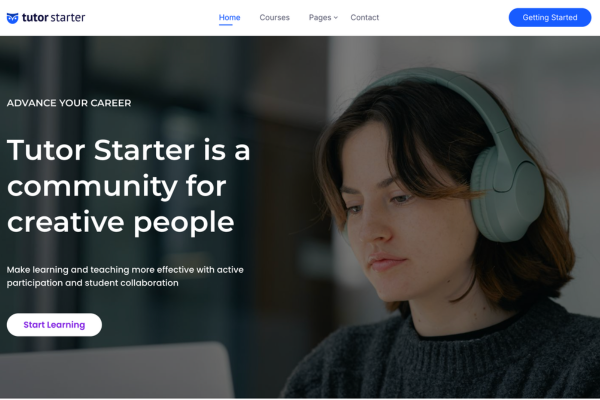 tutor starter
Home
Courses
Pages
Contact
Getting Started
ADVANCE YOUR CAREER
Tutor Starter is a
community for
creative people
Make learning and teaching more effective with active
participation and student collaboration
Start Learning